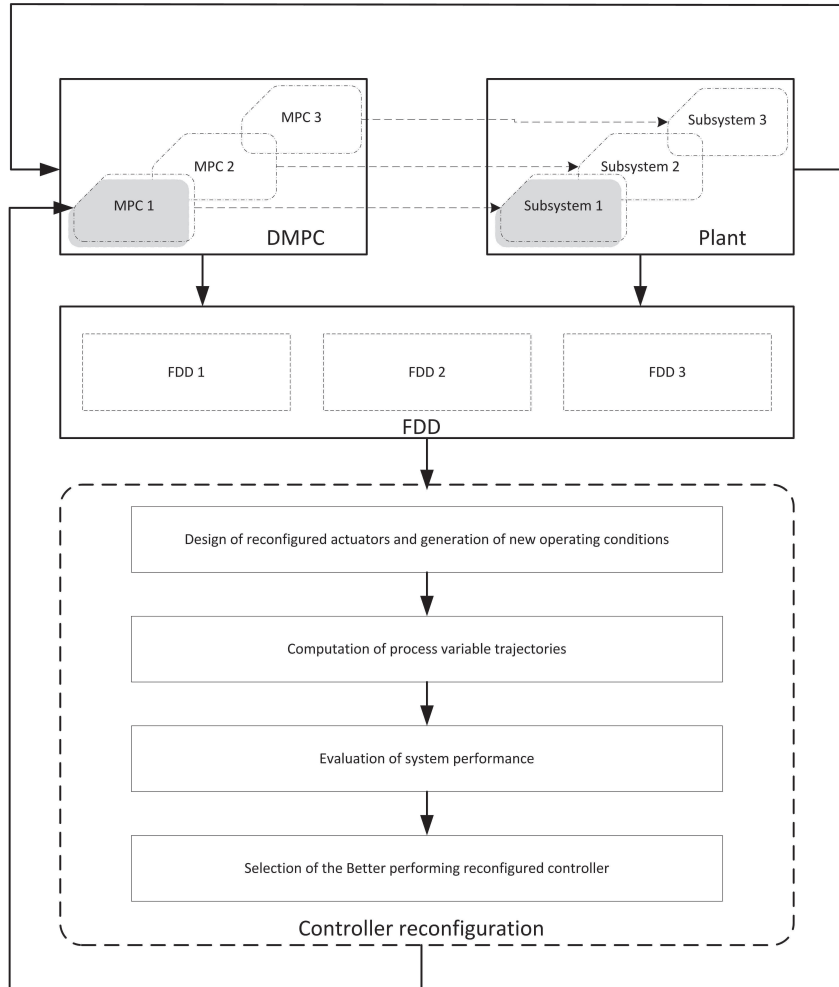 MPC 3
MPC 2
MPC 1
DMPC
Subsystem 3
Subsystem 2
Subsystem 1
Plant
FDD 1
FDD 2
FDD 3
FDD
Design of reconfigured actuators and generation of new operating conditions
Computation of process variable trajectories
Evaluation of system performance
Selection of the Better performing reconfigured controller
Controller reconfiguration